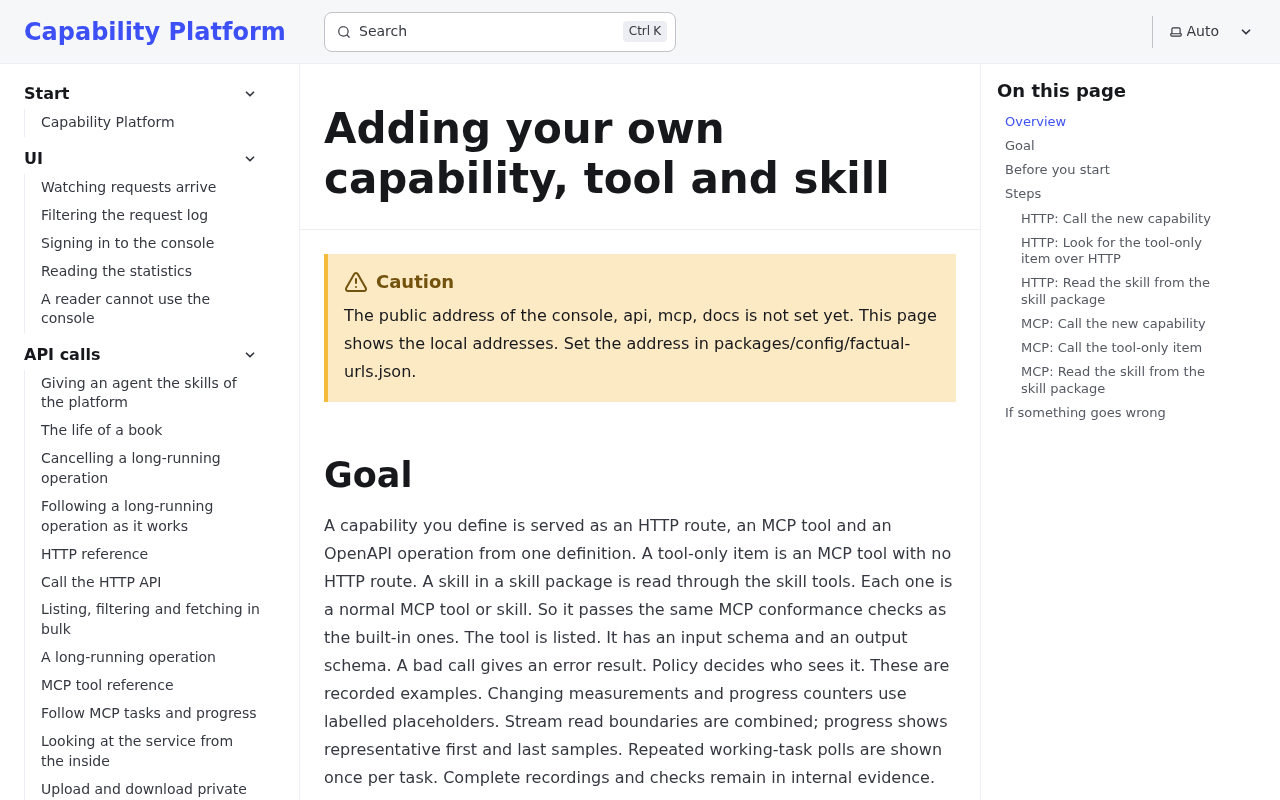 Capability Platform
Search
Ctrl K
Auto
Start
Capability Platform
UI
Watching requests arrive
Filtering the request log
Signing in to the console
Reading the statistics
A reader cannot use the
console
API calls
Giving an agent the skills of
the platform
The life of a book
Cancelling a long-running
operation
Following a long-running
operation as it works
HTTP reference
Call the HTTP API
Listing, filtering and fetching in
bulk
A long-running operation
MCP tool reference
Follow MCP tasks and progress
Looking at the service from
the inside
Upload and download private
Adding your own
capability, tool and skill
Caution
The public address of the console, api, mcp, docs is not set yet. This page
shows the local addresses. Set the address in packages/config/factual-
urls.json.
Goal
A capability you define is served as an HTTP route, an MCP tool and an
OpenAPI operation from one definition. A tool-only item is an MCP tool with no
HTTP route. A skill in a skill package is read through the skill tools. Each one is
a normal MCP tool or skill. So it passes the same MCP conformance checks as
the built-in ones. The tool is listed. It has an input schema and an output
schema. A bad call gives an error result. Policy decides who sees it. These are
recorded examples. Changing measurements and progress counters use
labelled placeholders. Stream read boundaries are combined; progress shows
representative first and last samples. Repeated working-task polls are shown
once per task. Complete recordings and checks remain in internal evidence.
On this page
Overview
Goal
Before you start
Steps
HTTP: Call the new capability
HTTP: Look for the tool-only
item over HTTP
HTTP: Read the skill from the
skill package
MCP: Call the new capability
MCP: Call the tool-only item
MCP: Read the skill from the
skill package
If something goes wrong